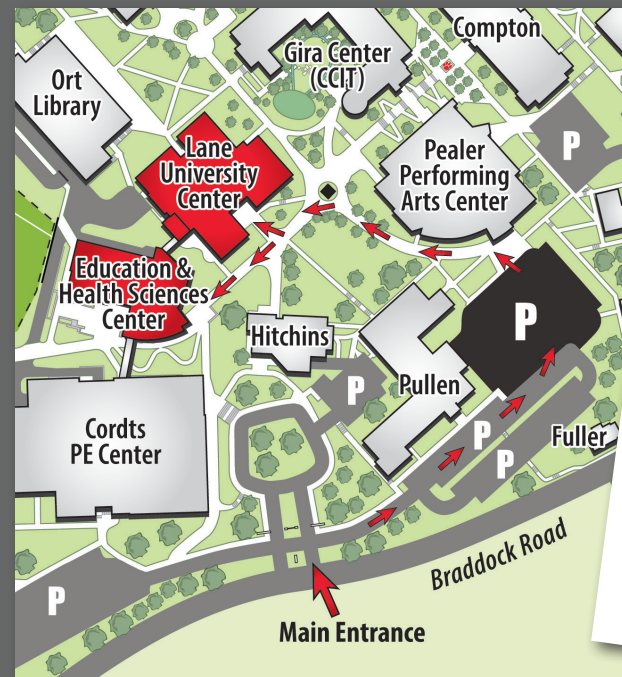 Compton
Gira Center
(CCIT)
Ort
Library
Lane
University
Center
Pealer
Performing
Arts Center
P
Education &
Health Sciences
Center
P
Hitchins
P
Pullen
Cordts
PE Center
P
Fuller
P
Braddock Road
P
Main Entrance